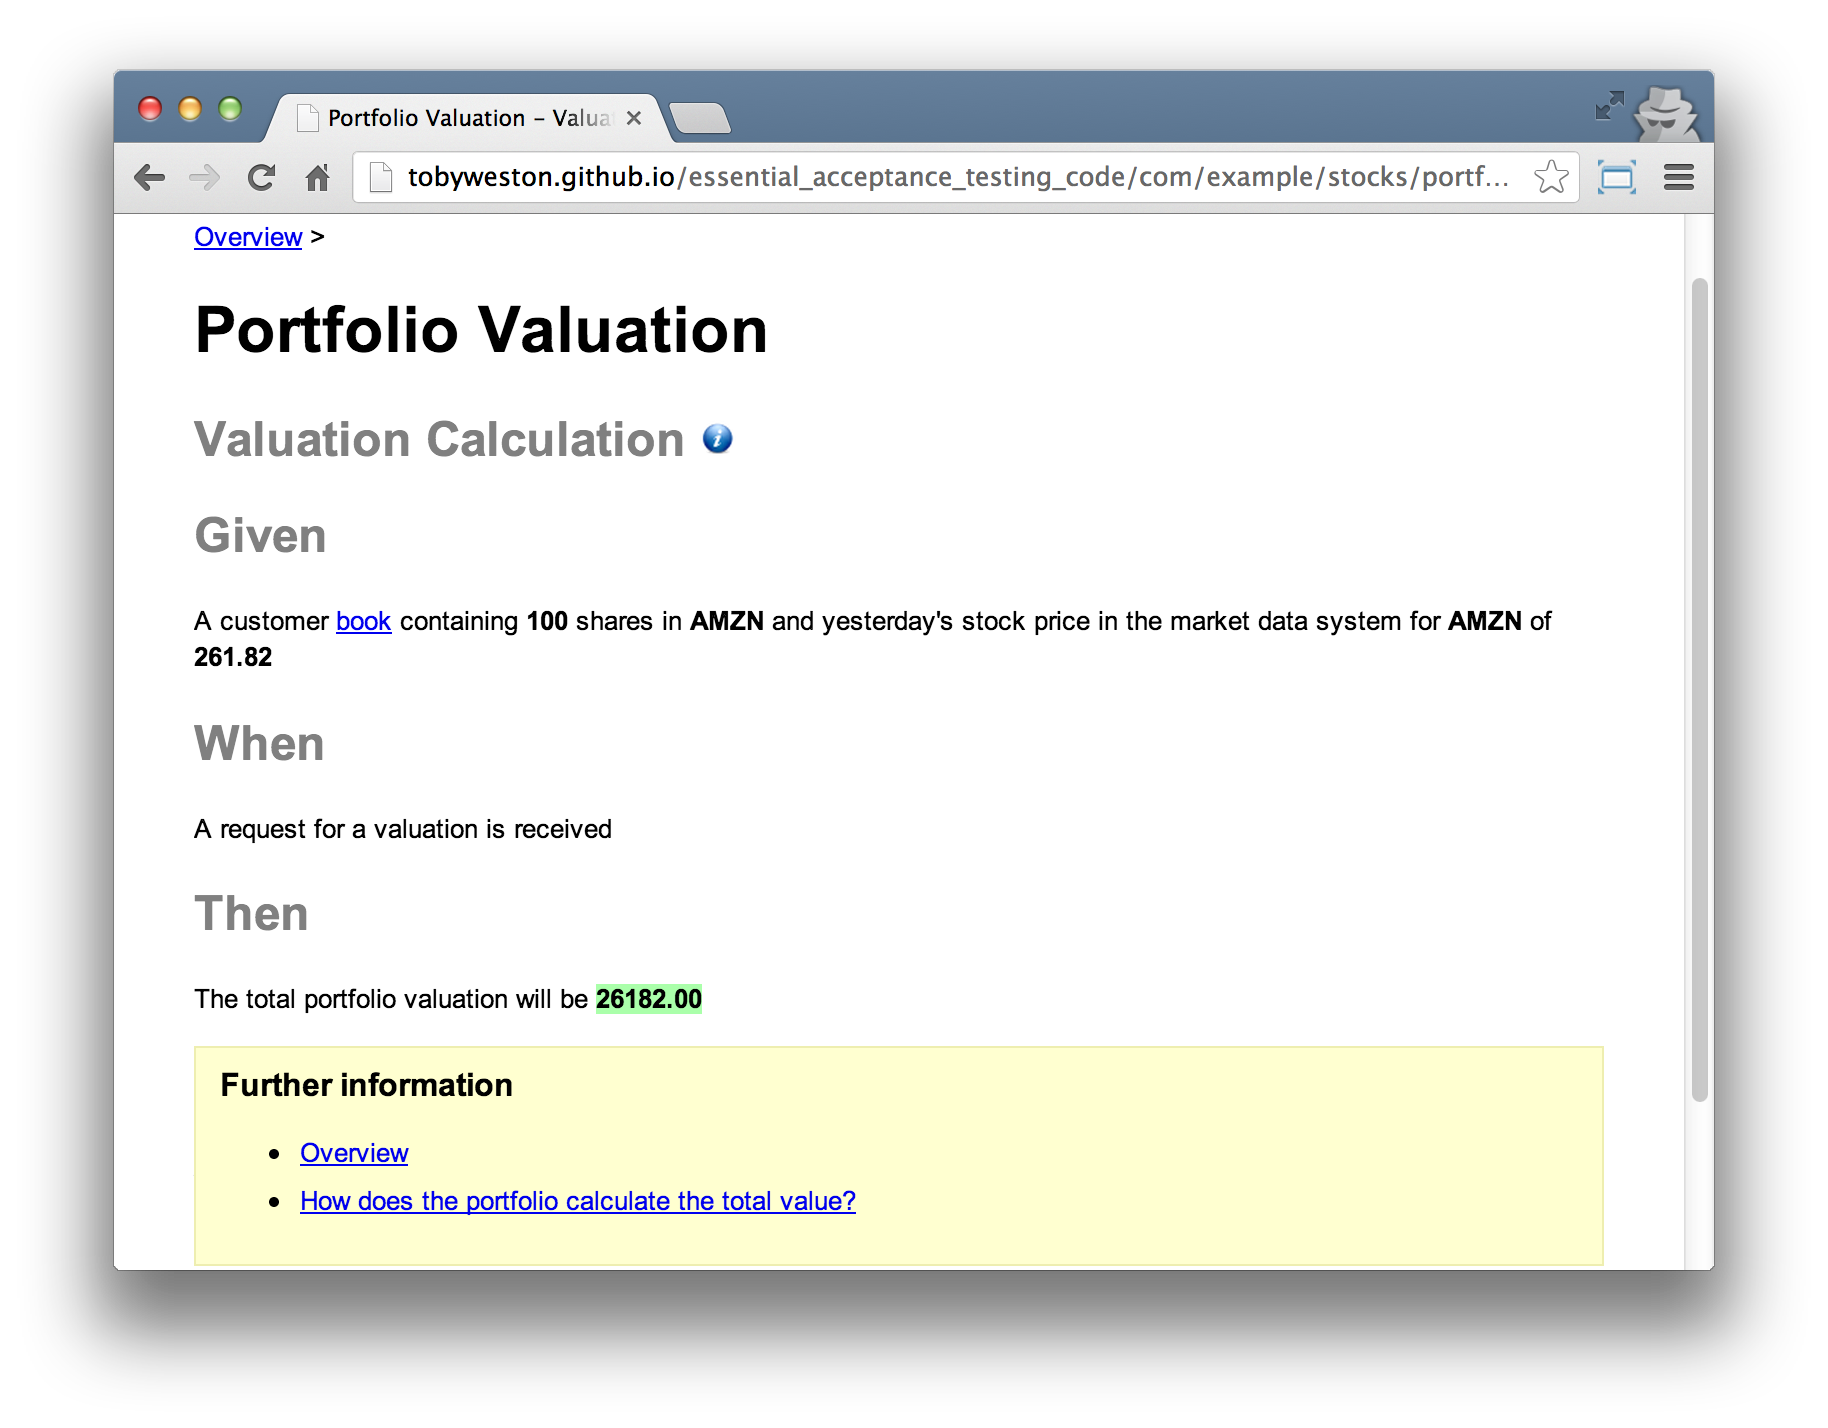 Portfolio Valuation – Valua
tobyweston.github.io/essential_acceptance_testing_code/com/example/stocks/portf...
Overview >
Portfolio Valuation
Valuation Calculation
Given
A customer book containing 100 shares in AMZN and yesterday's stock price in the market data system for AMZN of
261.82
When
A request for a valuation is received
Then
The total portfolio valuation will be 26182.00
Further information
• Overview
• How does the portfolio calculate the total value?